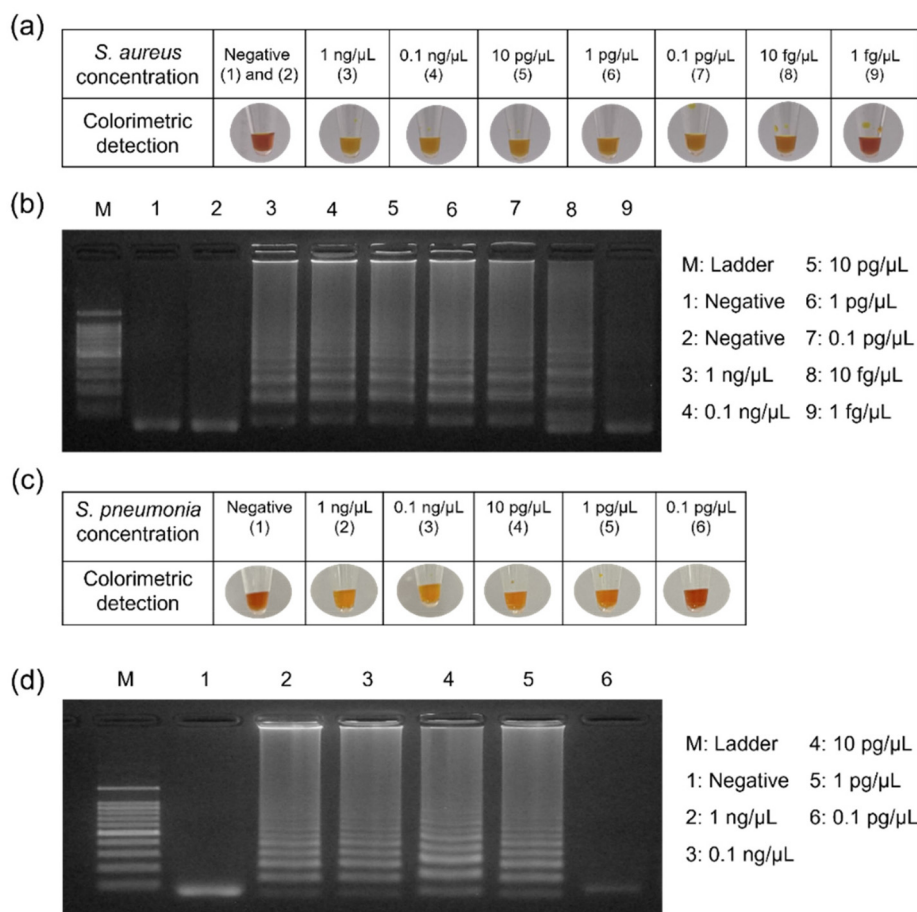 (a)
S. aureus concentration
Negative (1) and (2)
1 ng/µL (3)
0.1 ng/µL (4)
10 pg/µL (5)
1 pg/µL (6)
0.1 pg/µL (7)
10 fg/µL (8)
1 fg/µL (9)
Colorimetric detection
(b)
M 1 2 3 4 5 6 7 8 9
M: Ladder 5: 10 pg/µL
1: Negative 6: 1 pg/µL
2: Negative 7: 0.1 pg/µL
3: 1 ng/µL 8: 10 fg/µL
4: 0.1 ng/µL 9: 1 fg/µL
(c)
S. pneumonia concentration
Negative (1)
1 ng/µL (2)
0.1 ng/µL (3)
10 pg/µL (4)
1 pg/µL (5)
0.1 pg/µL (6)
Colorimetric detection
(d)
M 1 2 3 4 5 6
M: Ladder 4: 10 pg/µL
1: Negative 5: 1 pg/µL
2: 1 ng/µL 6: 0.1 pg/µL
3: 0.1 ng/µL